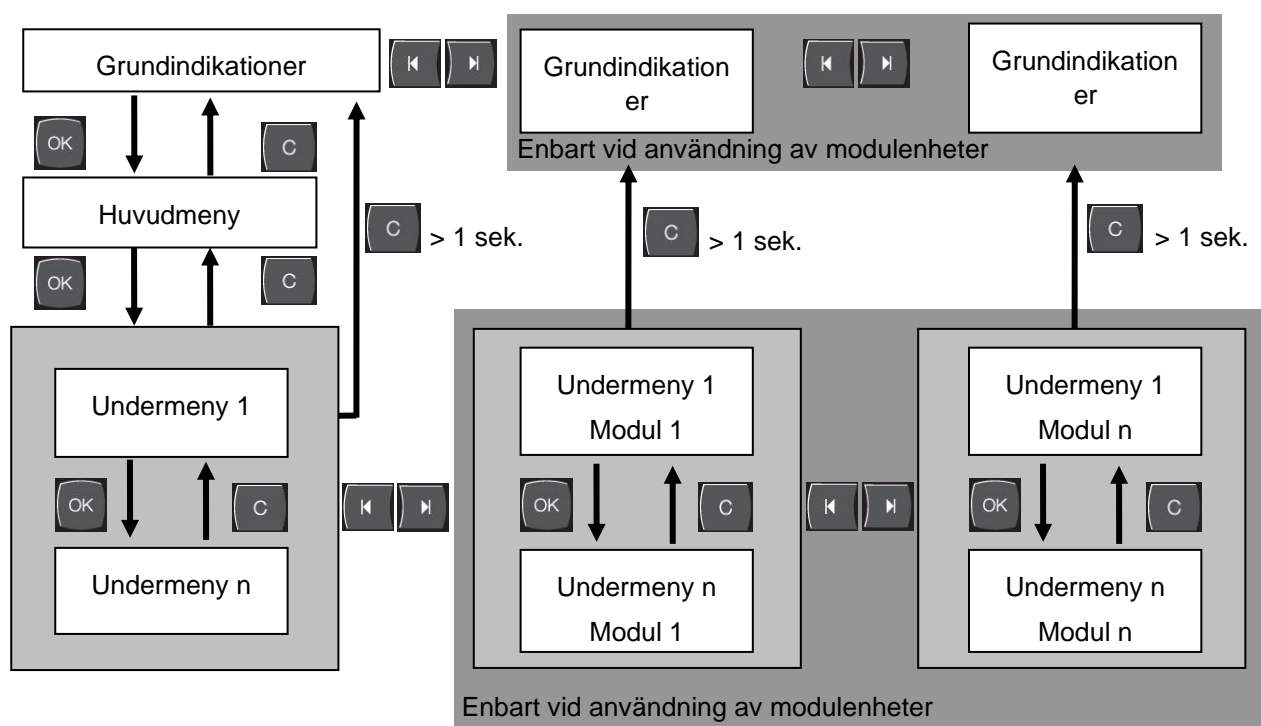 Grundindikationer
Grundindikation
er
Grundindikation
er
Enbart vid användning av modulenheter
OK
C
Huvudmeny
C > 1 sek.
C > 1 sek.
C > 1 sek.
OK
C
Undermeny 1
Undermeny 1
Modul 1
Undermeny 1
Modul n
OK
C
OK
C
OK
C
Undermeny n
Undermeny n
Modul 1
Undermeny n
Modul n
Enbart vid användning av modulenheter